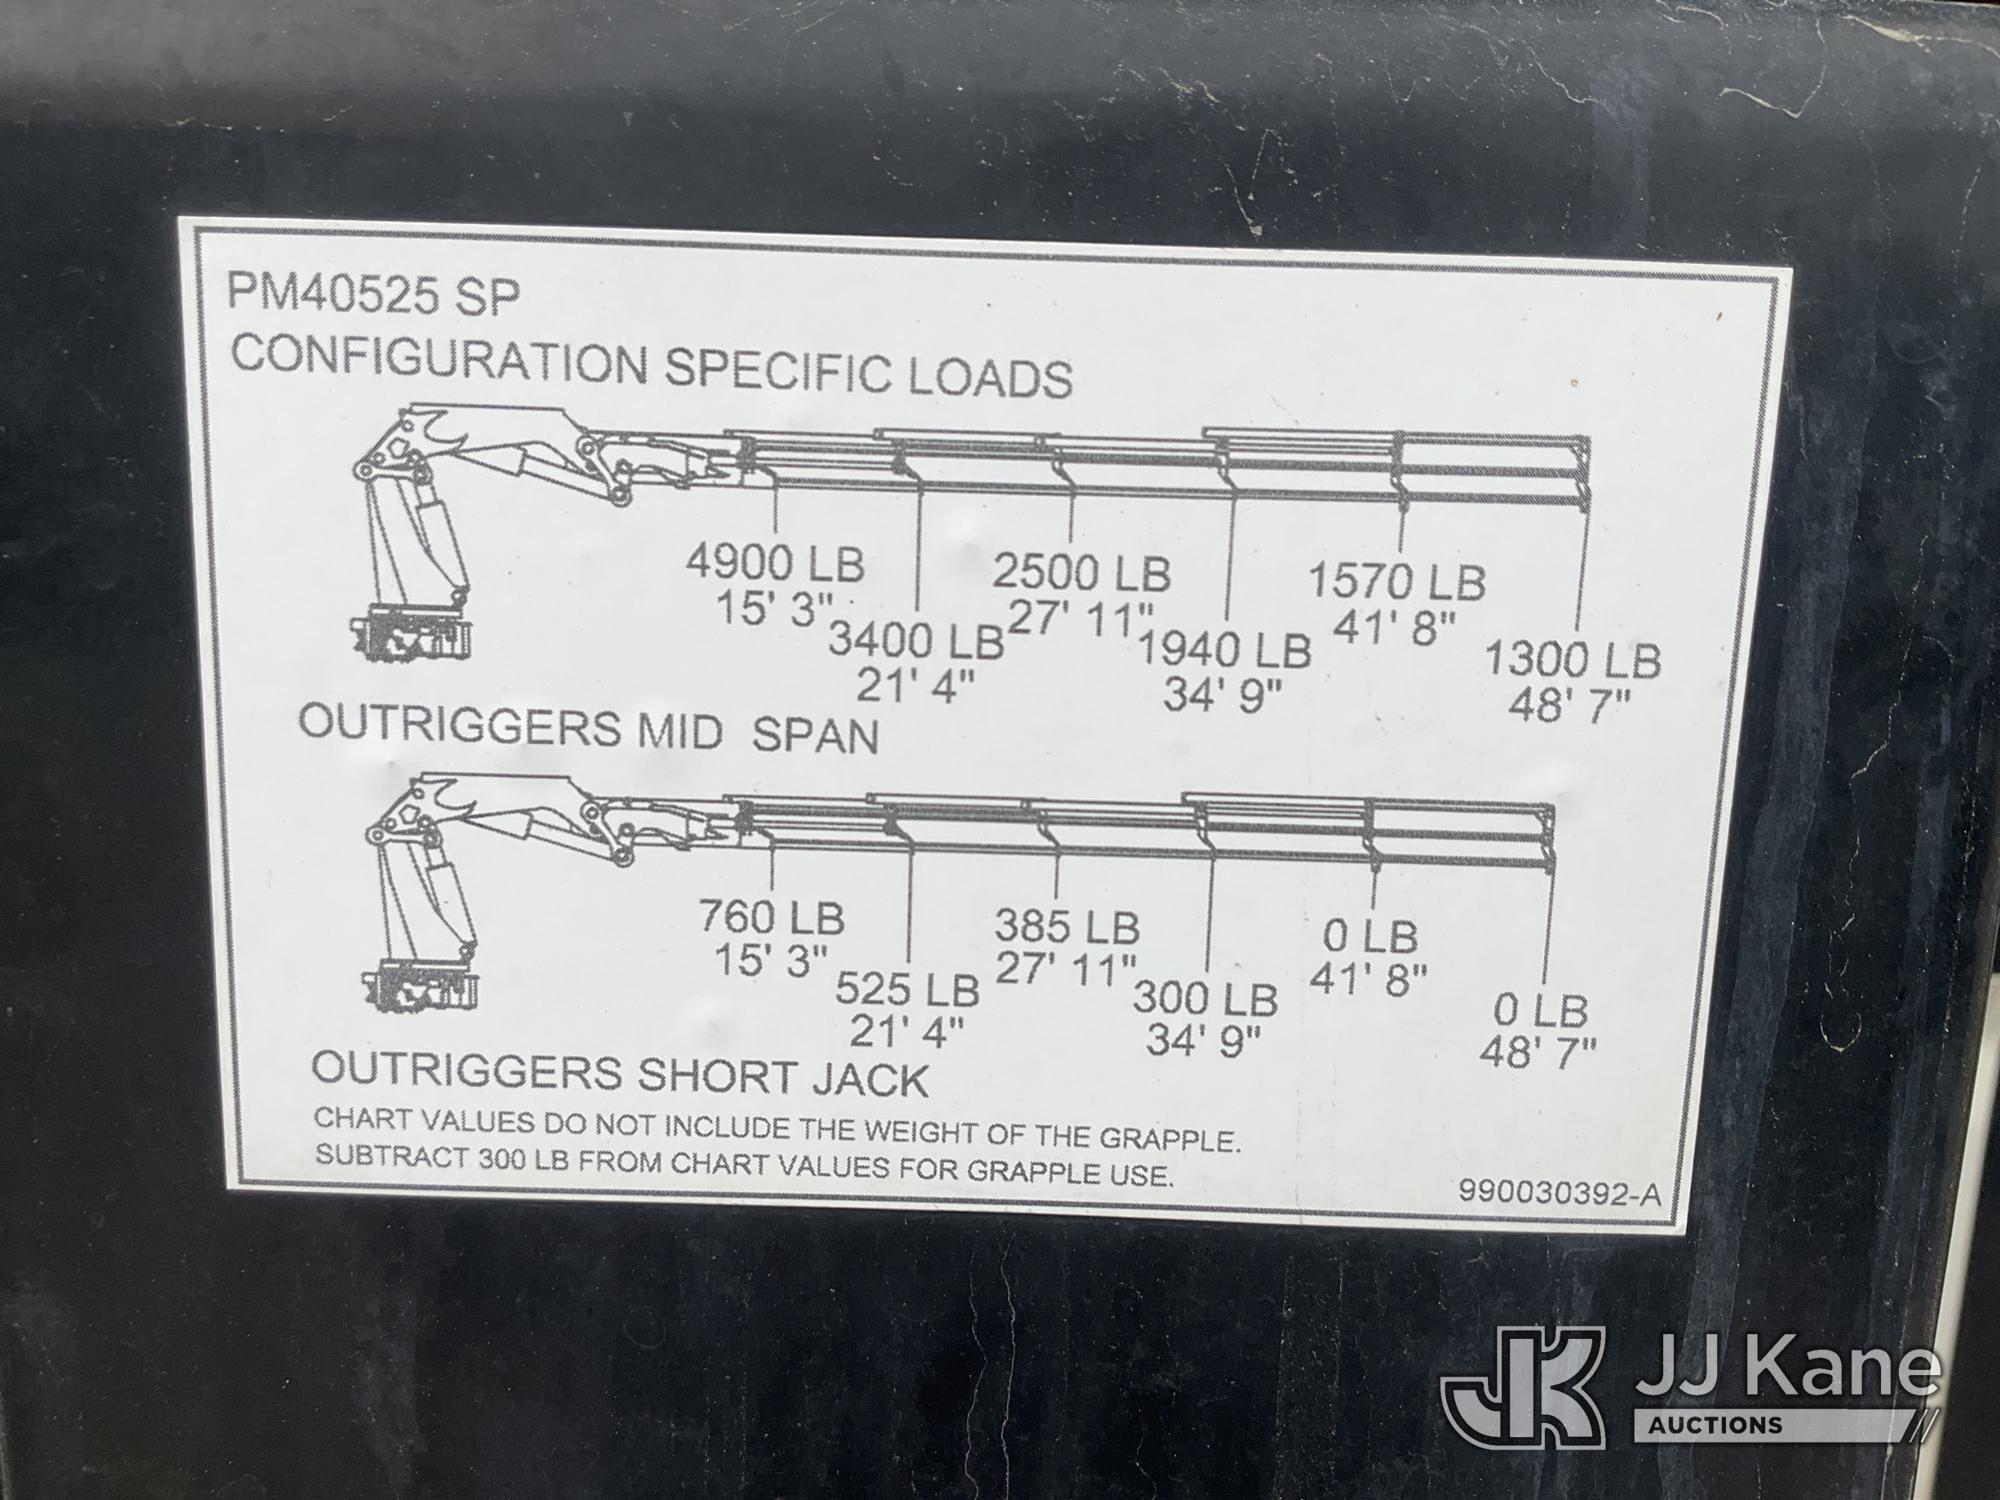 PM40525 SP
CONFIGURATION SPECIFIC LOADS
4900 LB
15' 3"
3400 LB
21' 4"
2500 LB
27' 11"
1940 LB
34' 9"
1570 LB
41' 8"
1300 LB
48' 7"
OUTRIGGERS MID SPAN
760 LB
15' 3"
525 LB
21' 4"
385 LB
27' 11"
300 LB
34' 9"
0 LB
41' 8"
0 LB
48' 7"
OUTRIGGERS SHORT JACK
CHART VALUES DO NOT INCLUDE THE WEIGHT OF THE GRAPPLE.
SUBTRACT 300 LB FROM CHART VALUES FOR GRAPPLE USE.
990030392-A
JK JJ Kane
AUCTIONS